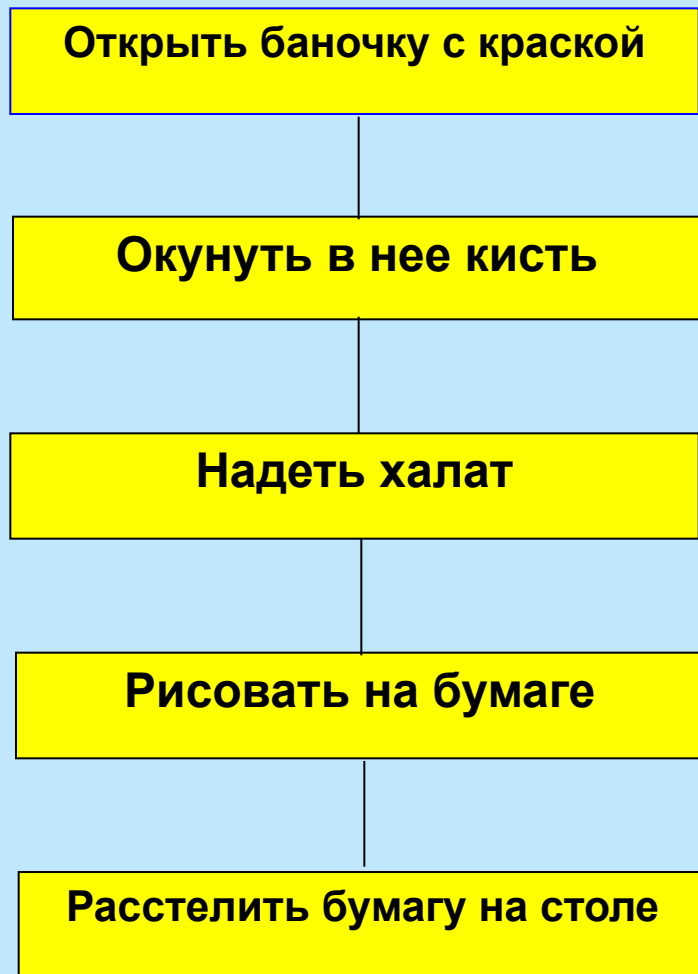 Открыть баночку с краской
Окунуть в нее кисть
Надеть халат
Рисовать на бумаге
Расстелить бумагу на столе